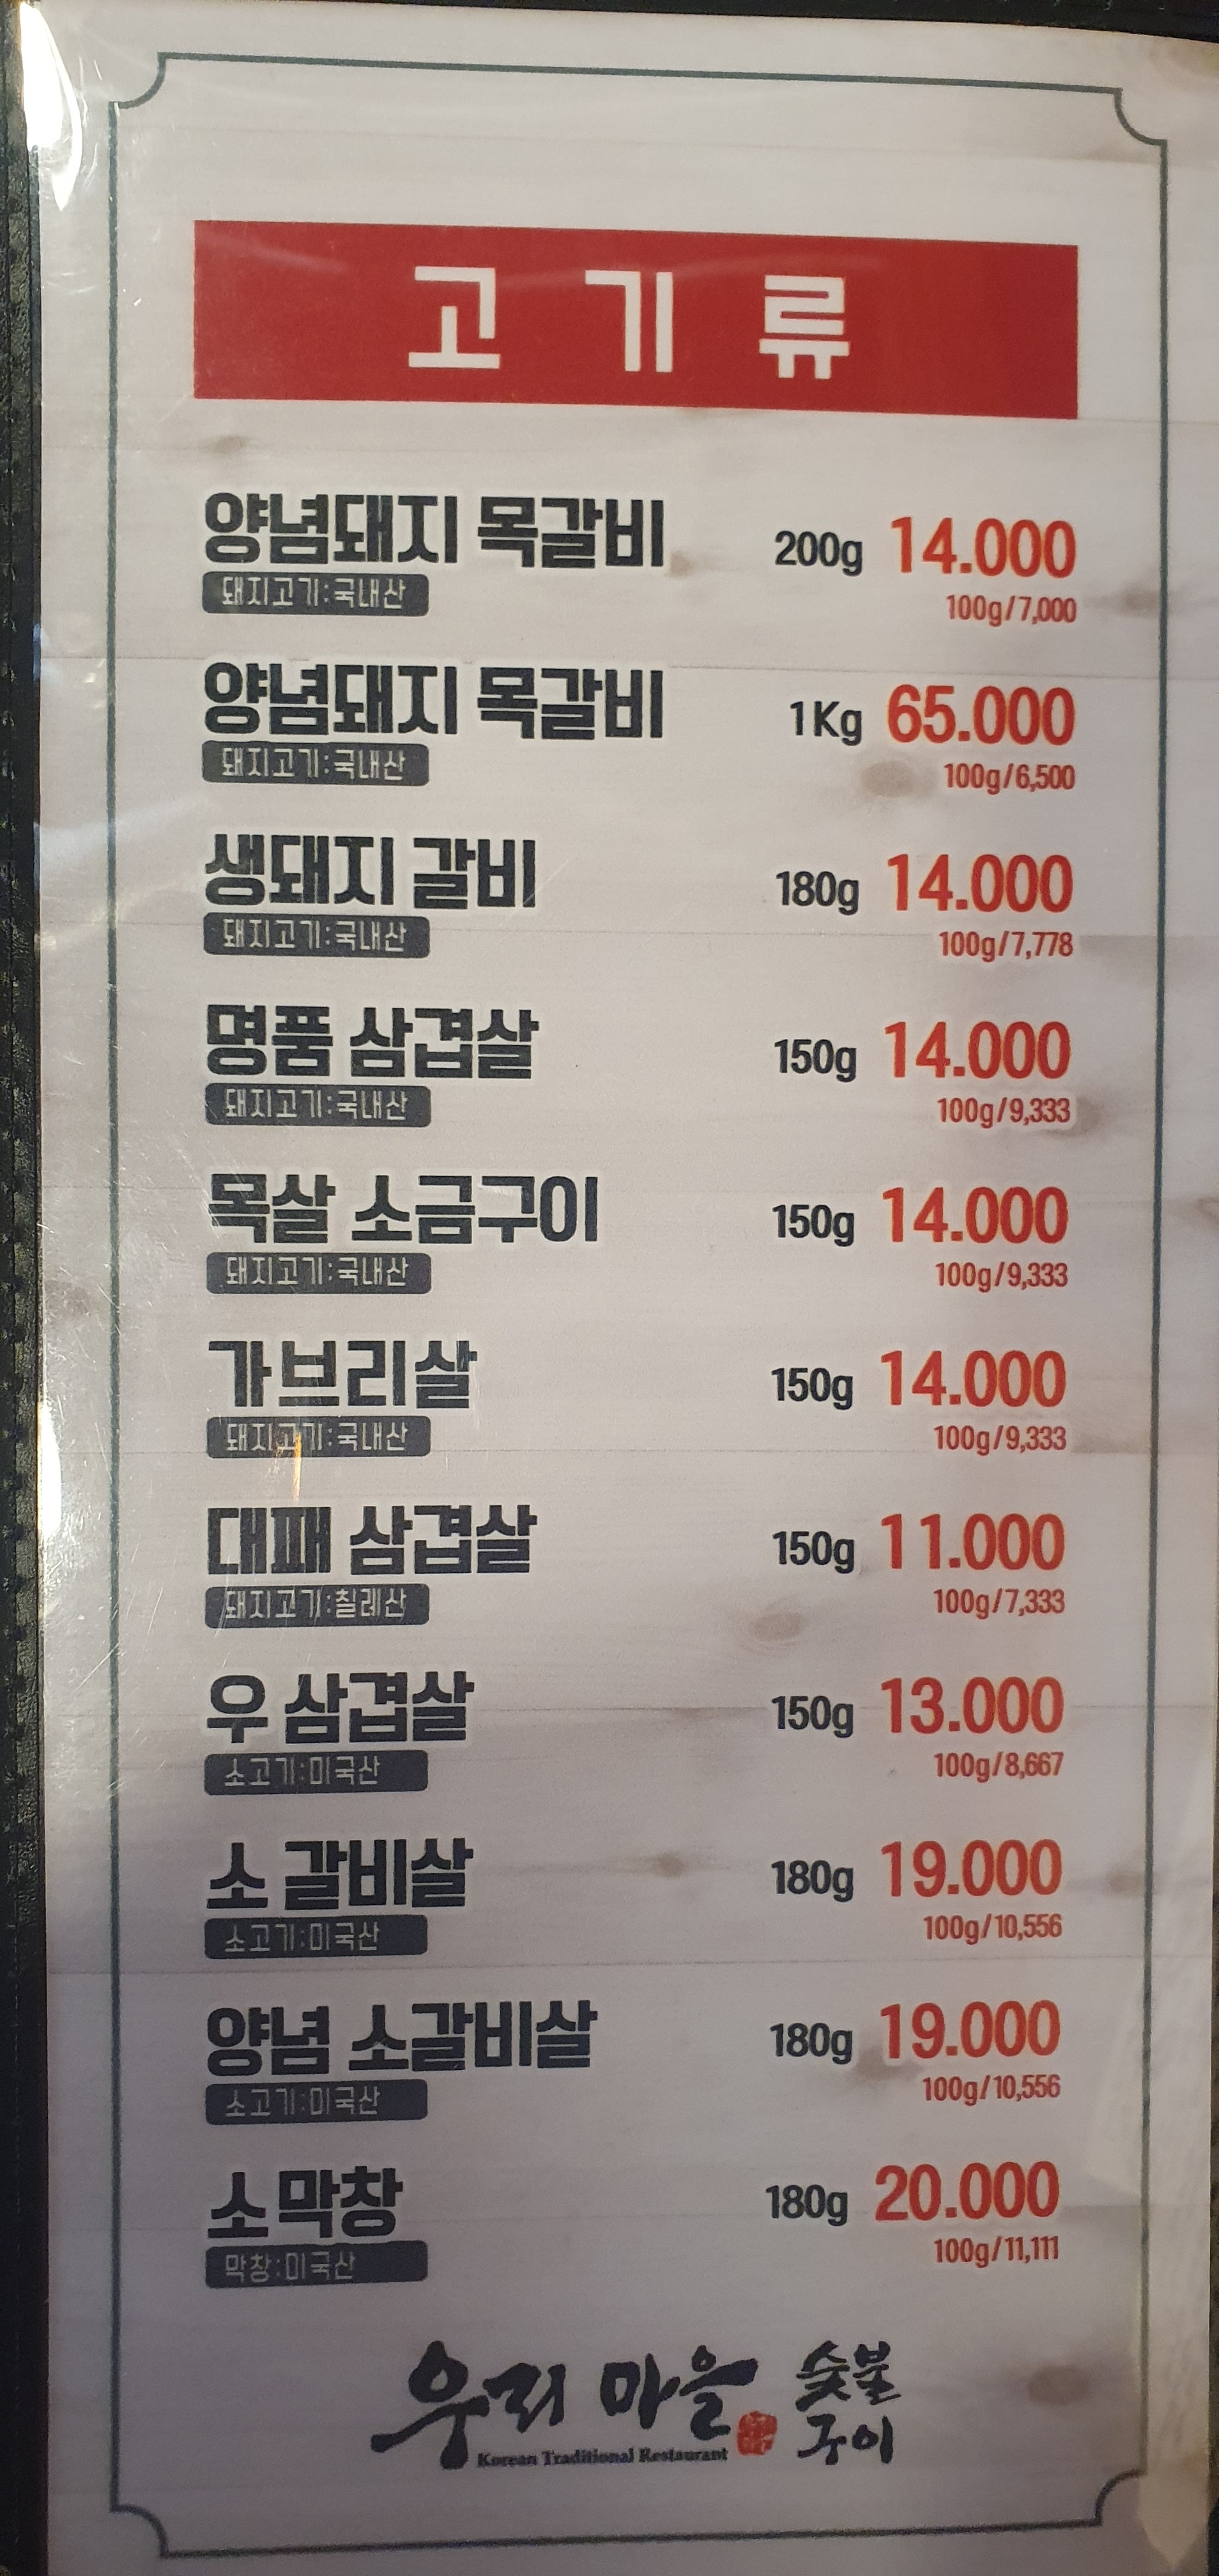 고기류
양념돼지 목갈비 200g 14.000
돼지고기:국내산 100g/7,000
양념돼지 목갈비 1Kg 65.000
돼지고기:국내산 100g/6,500
생돼지 갈비 180g 14.000
돼지고기:국내산 100g/7,778
명품 삼겹살 150g 14.000
돼지고기:국내산 100g/9,333
목살 소금구이 150g 14.000
돼지고기:국내산 100g/9,333
가브리살 150g 14.000
돼지고기:국내산 100g/9,333
대패 삼겹살 150g 11.000
돼지고기:칠레산 100g/7,333
우 삼겹살 150g 13.000
소고기:미국산 100g/8,667
소 갈비살 180g 19.000
소고기:미국산 100g/10,556
양념 소갈비살 180g 19.000
소고기:미국산 100g/10,556
소막창 180g 20.000
막창:미국산 100g/11,111
우리 마을 숯불
구이
Korean Traditional Restaurant